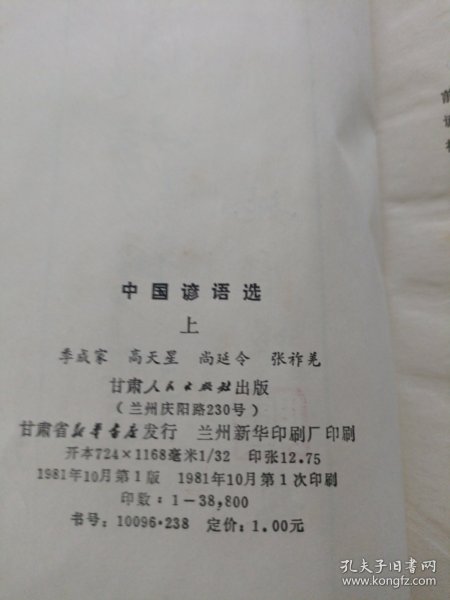 中国谚语选
上
季成家 高天星 尚延令 张祚羌
甘肃人民出版社出版
(兰州庆阳路230号)
甘肃省新华书店发行 兰州新华印刷厂印刷
开本724×1168毫米1/32 印张12.75
1981年10月第1版 1981年10月第1次印刷
印数:1-38,800
书号:10096·238 定价:1.00元
孔夫子旧书网
www.kongfz.com